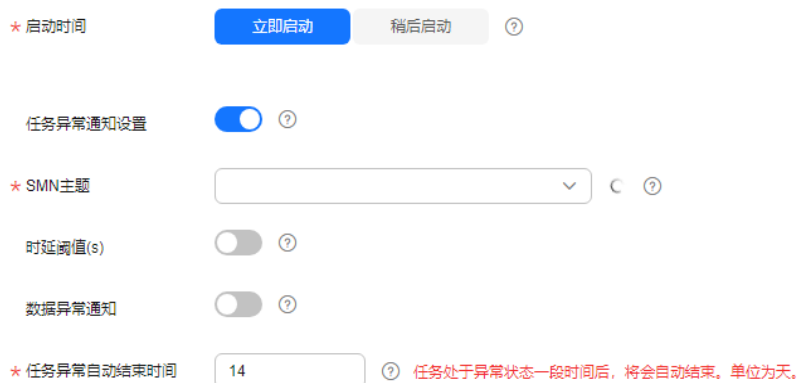 * 启动时间 立即启动 稍后启动 ?
任务异常通知设置 ?
* SMN主题 ?
时延阈值(s) ?
数据异常通知 ?
* 任务异常自动结束时间 14 ? 任务处于异常状态一段时间后，将会自动结束。单位为天。